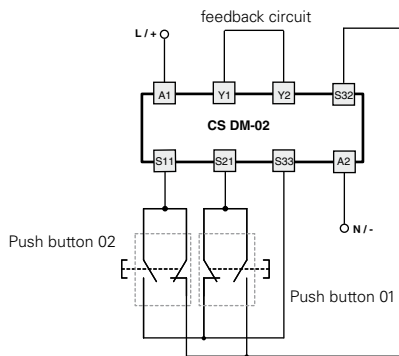 feedback circuit
L / +
A1 Y1 Y2 S32
CS DM-02
S11 S21 S33 A2
N / -
Push button 02
Push button 01